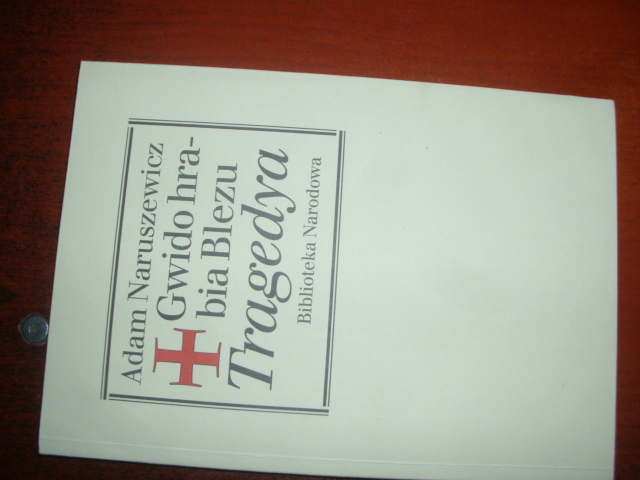 Adam Naruszewicz
Gwido hra-
bia Blezu
Tragedya
Biblioteka Narodowa